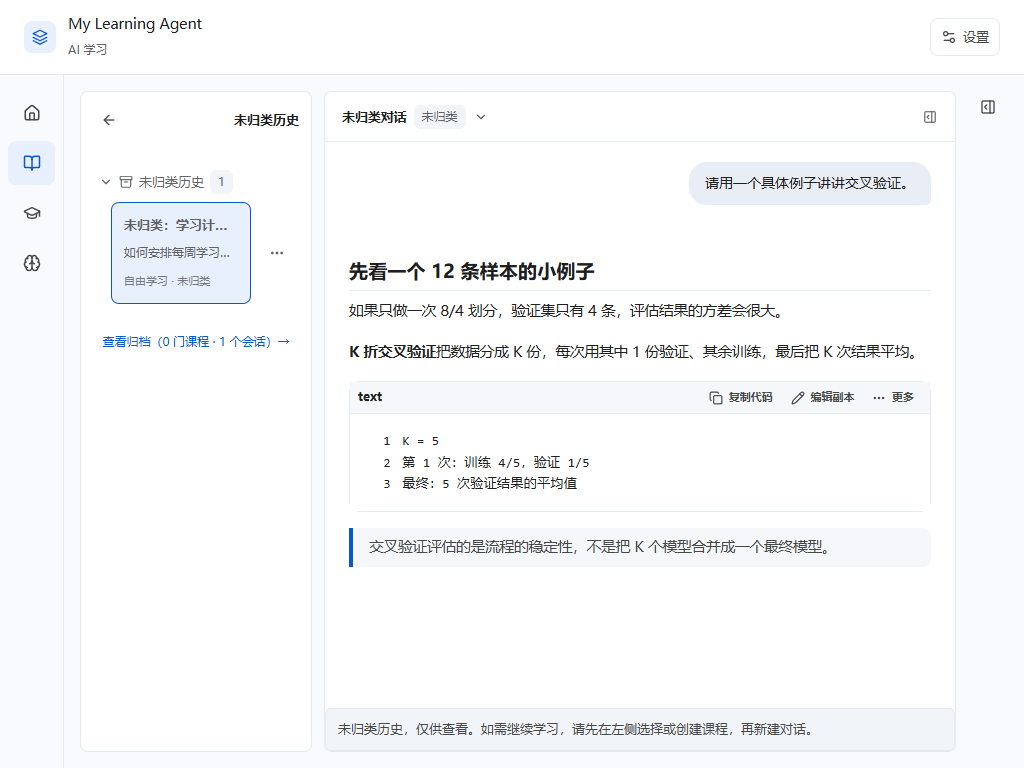 My Learning Agent
AI 学习
设置
未归类历史
未归类历史 1
未归类：学习计...
如何安排每周学习...
自由学习 · 未归类
查看归档（0 门课程 · 1 个会话）→
未归类对话 未归类
请用一个具体例子讲讲交叉验证。
先看一个 12 条样本的小例子
如果只做一次 8/4 划分，验证集只有 4 条，评估结果的方差会很大。
K 折交叉验证把数据分成 K 份，每次用其中 1 份验证、其余训练，最后把 K 次结果平均。
text 复制代码 编辑副本 ··· 更多
1 K = 5
2 第 1 次：训练 4/5，验证 1/5
3 最终：5 次验证结果的平均值
交叉验证评估的是流程的稳定性，不是把 K 个模型合并成一个最终模型。
未归类历史，仅供查看。如需继续学习，请先在左侧选择或创建课程，再新建对话。